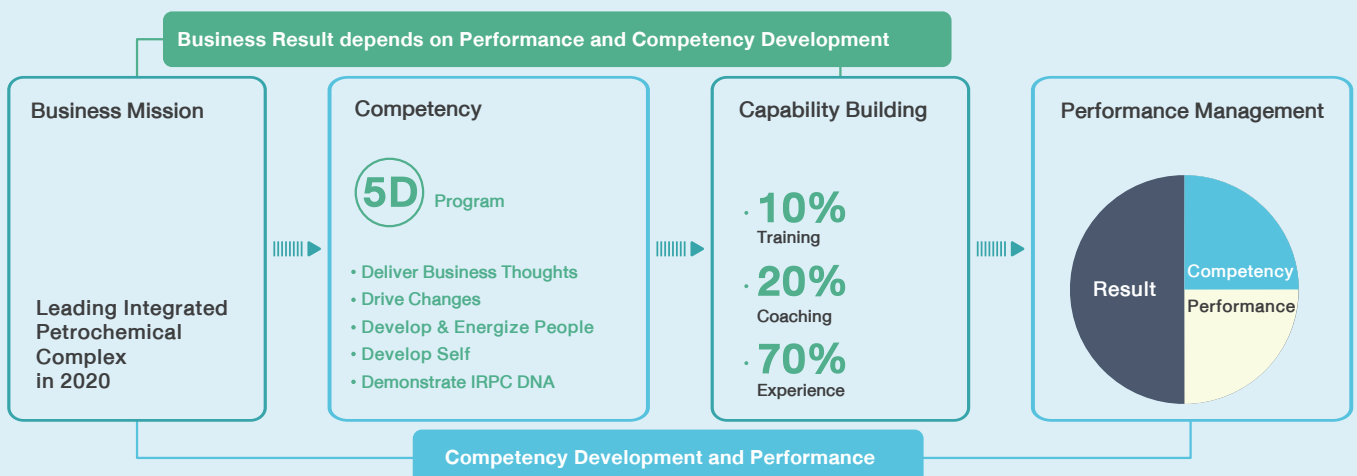 Business Result depends on Performance and Competency Development
Business Mission
Leading Integrated
Petrochemical
Complex
in 2020
Competency
5D Program
• Deliver Business Thoughts
• Drive Changes
• Develop & Energize People
• Develop Self
• Demonstrate IRPC DNA
Capability Building
· 10%
Training
· 20%
Coaching
· 70%
Experience
Performance Management
Result
Competency
Performance
Competency Development and Performance